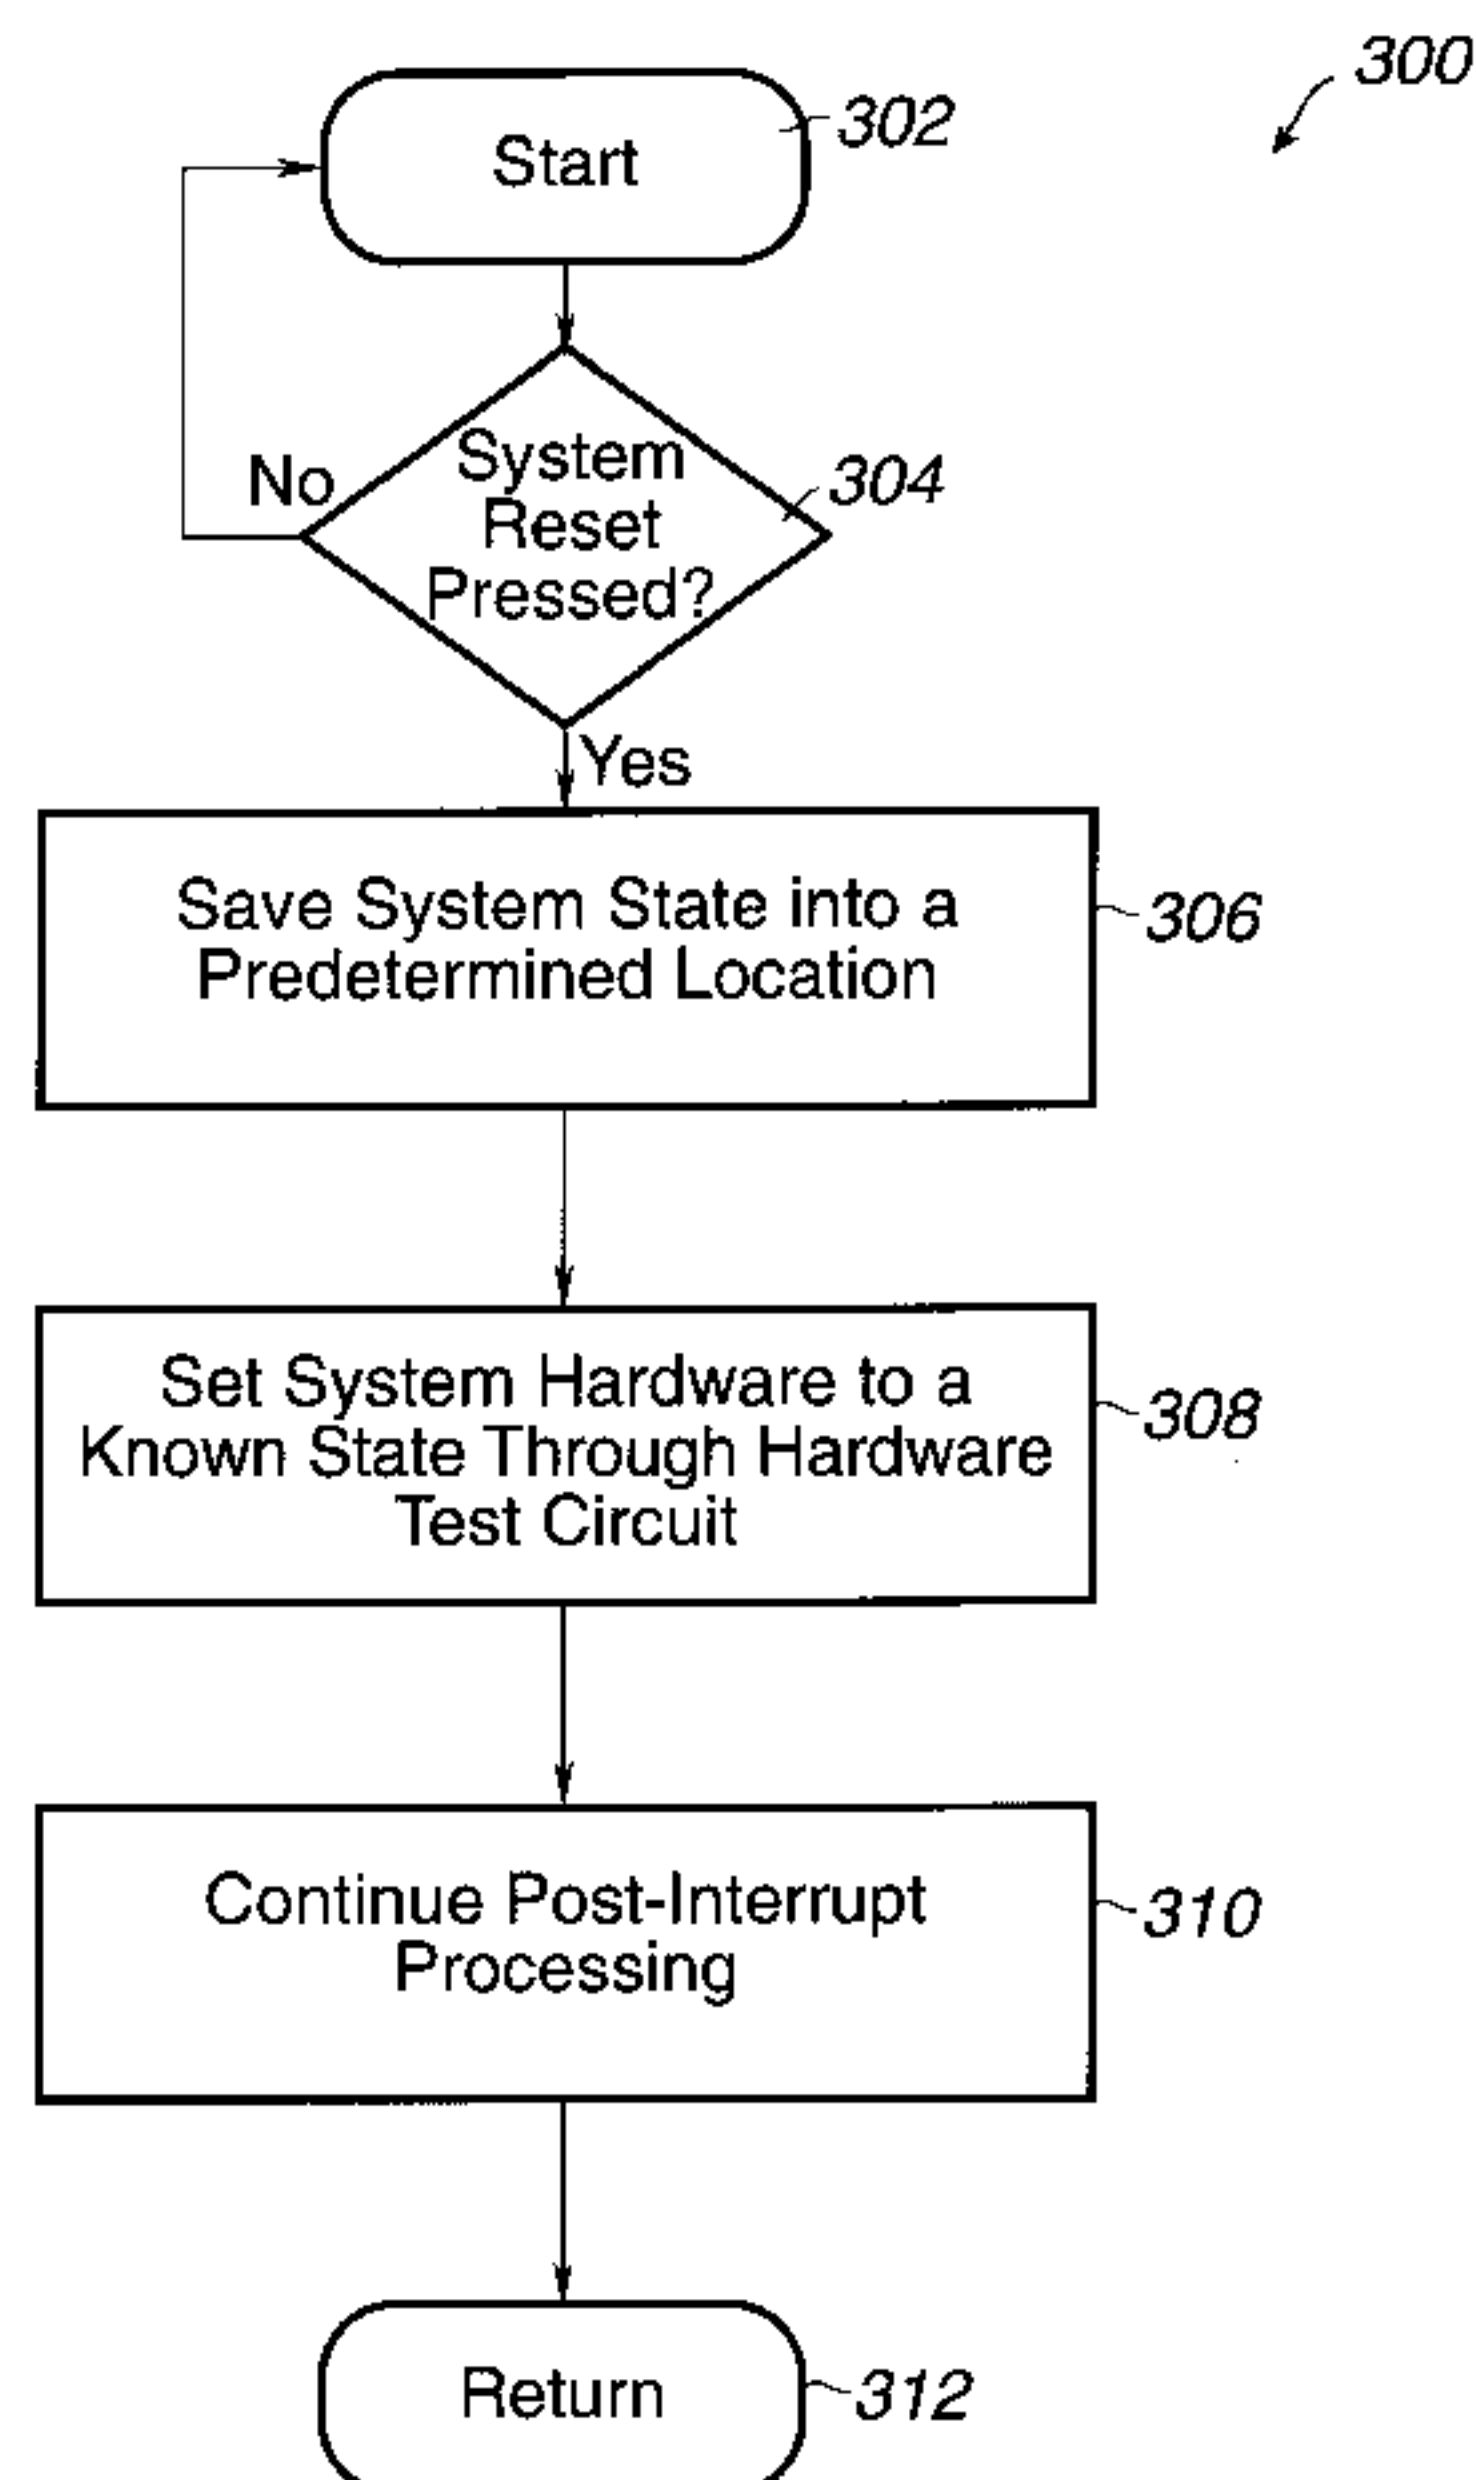 300
Start
302
System
Reset
Pressed?
304
No
Yes
Save System State into a
Predetermined Location
306
Set System Hardware to a
Known State Through Hardware
Test Circuit
308
Continue Post-Interrupt
Processing
310
Return
312